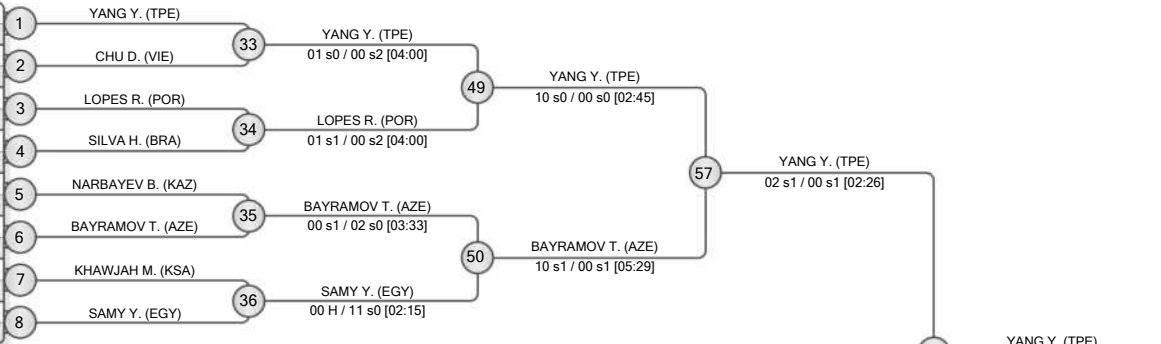 1
YANG Y. (TPE)
2
CHU D. (VIE)
33
YANG Y. (TPE)
01 s0 / 00 s2 [04:00]
3
LOPES R. (POR)
4
SILVA H. (BRA)
34
LOPES R. (POR)
01 s1 / 00 s2 [04:00]
49
YANG Y. (TPE)
10 s0 / 00 s0 [02:45]
5
NARBAYEV B. (KAZ)
6
BAYRAMOV T. (AZE)
35
BAYRAMOV T. (AZE)
00 s1 / 02 s0 [03:33]
7
KHAWJAH M. (KSA)
8
SAMY Y. (EGY)
36
SAMY Y. (EGY)
00 H / 11 s0 [02:15]
50
BAYRAMOV T. (AZE)
10 s1 / 00 s1 [05:29]
57
YANG Y. (TPE)
02 s1 / 00 s1 [02:26]
YANG Y. (TPE)